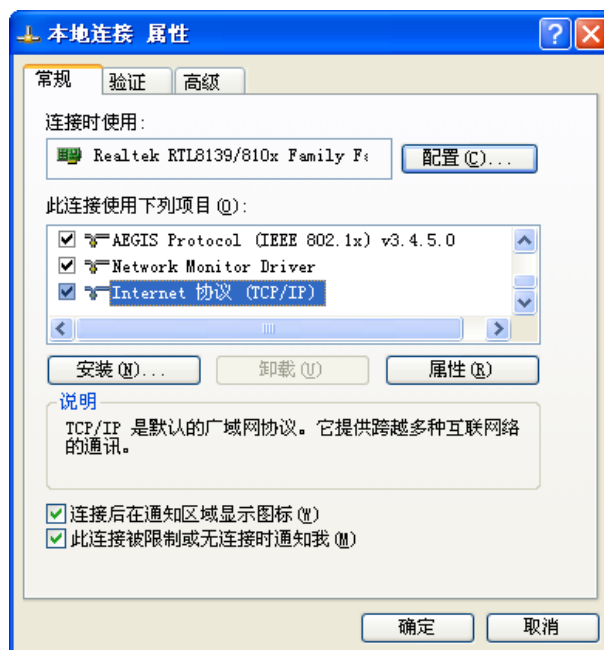 本地连接 属性
常规 验证 高级
连接时使用:
Realtek RTL8139/810x Family Fa
配置(C)...
此连接使用下列项目(O):
AEGIS Protocol (IEEE 802.1x) v3.4.5.0
Network Monitor Driver
Internet 协议 (TCP/IP)
安装(N)... 卸载(U) 属性(R)
说明
TCP/IP 是默认的广域网协议。它提供跨越多种互联网络
的通讯。
连接后在通知区域显示图标(W)
此连接被限制或无连接时通知我(M)
确定 取消